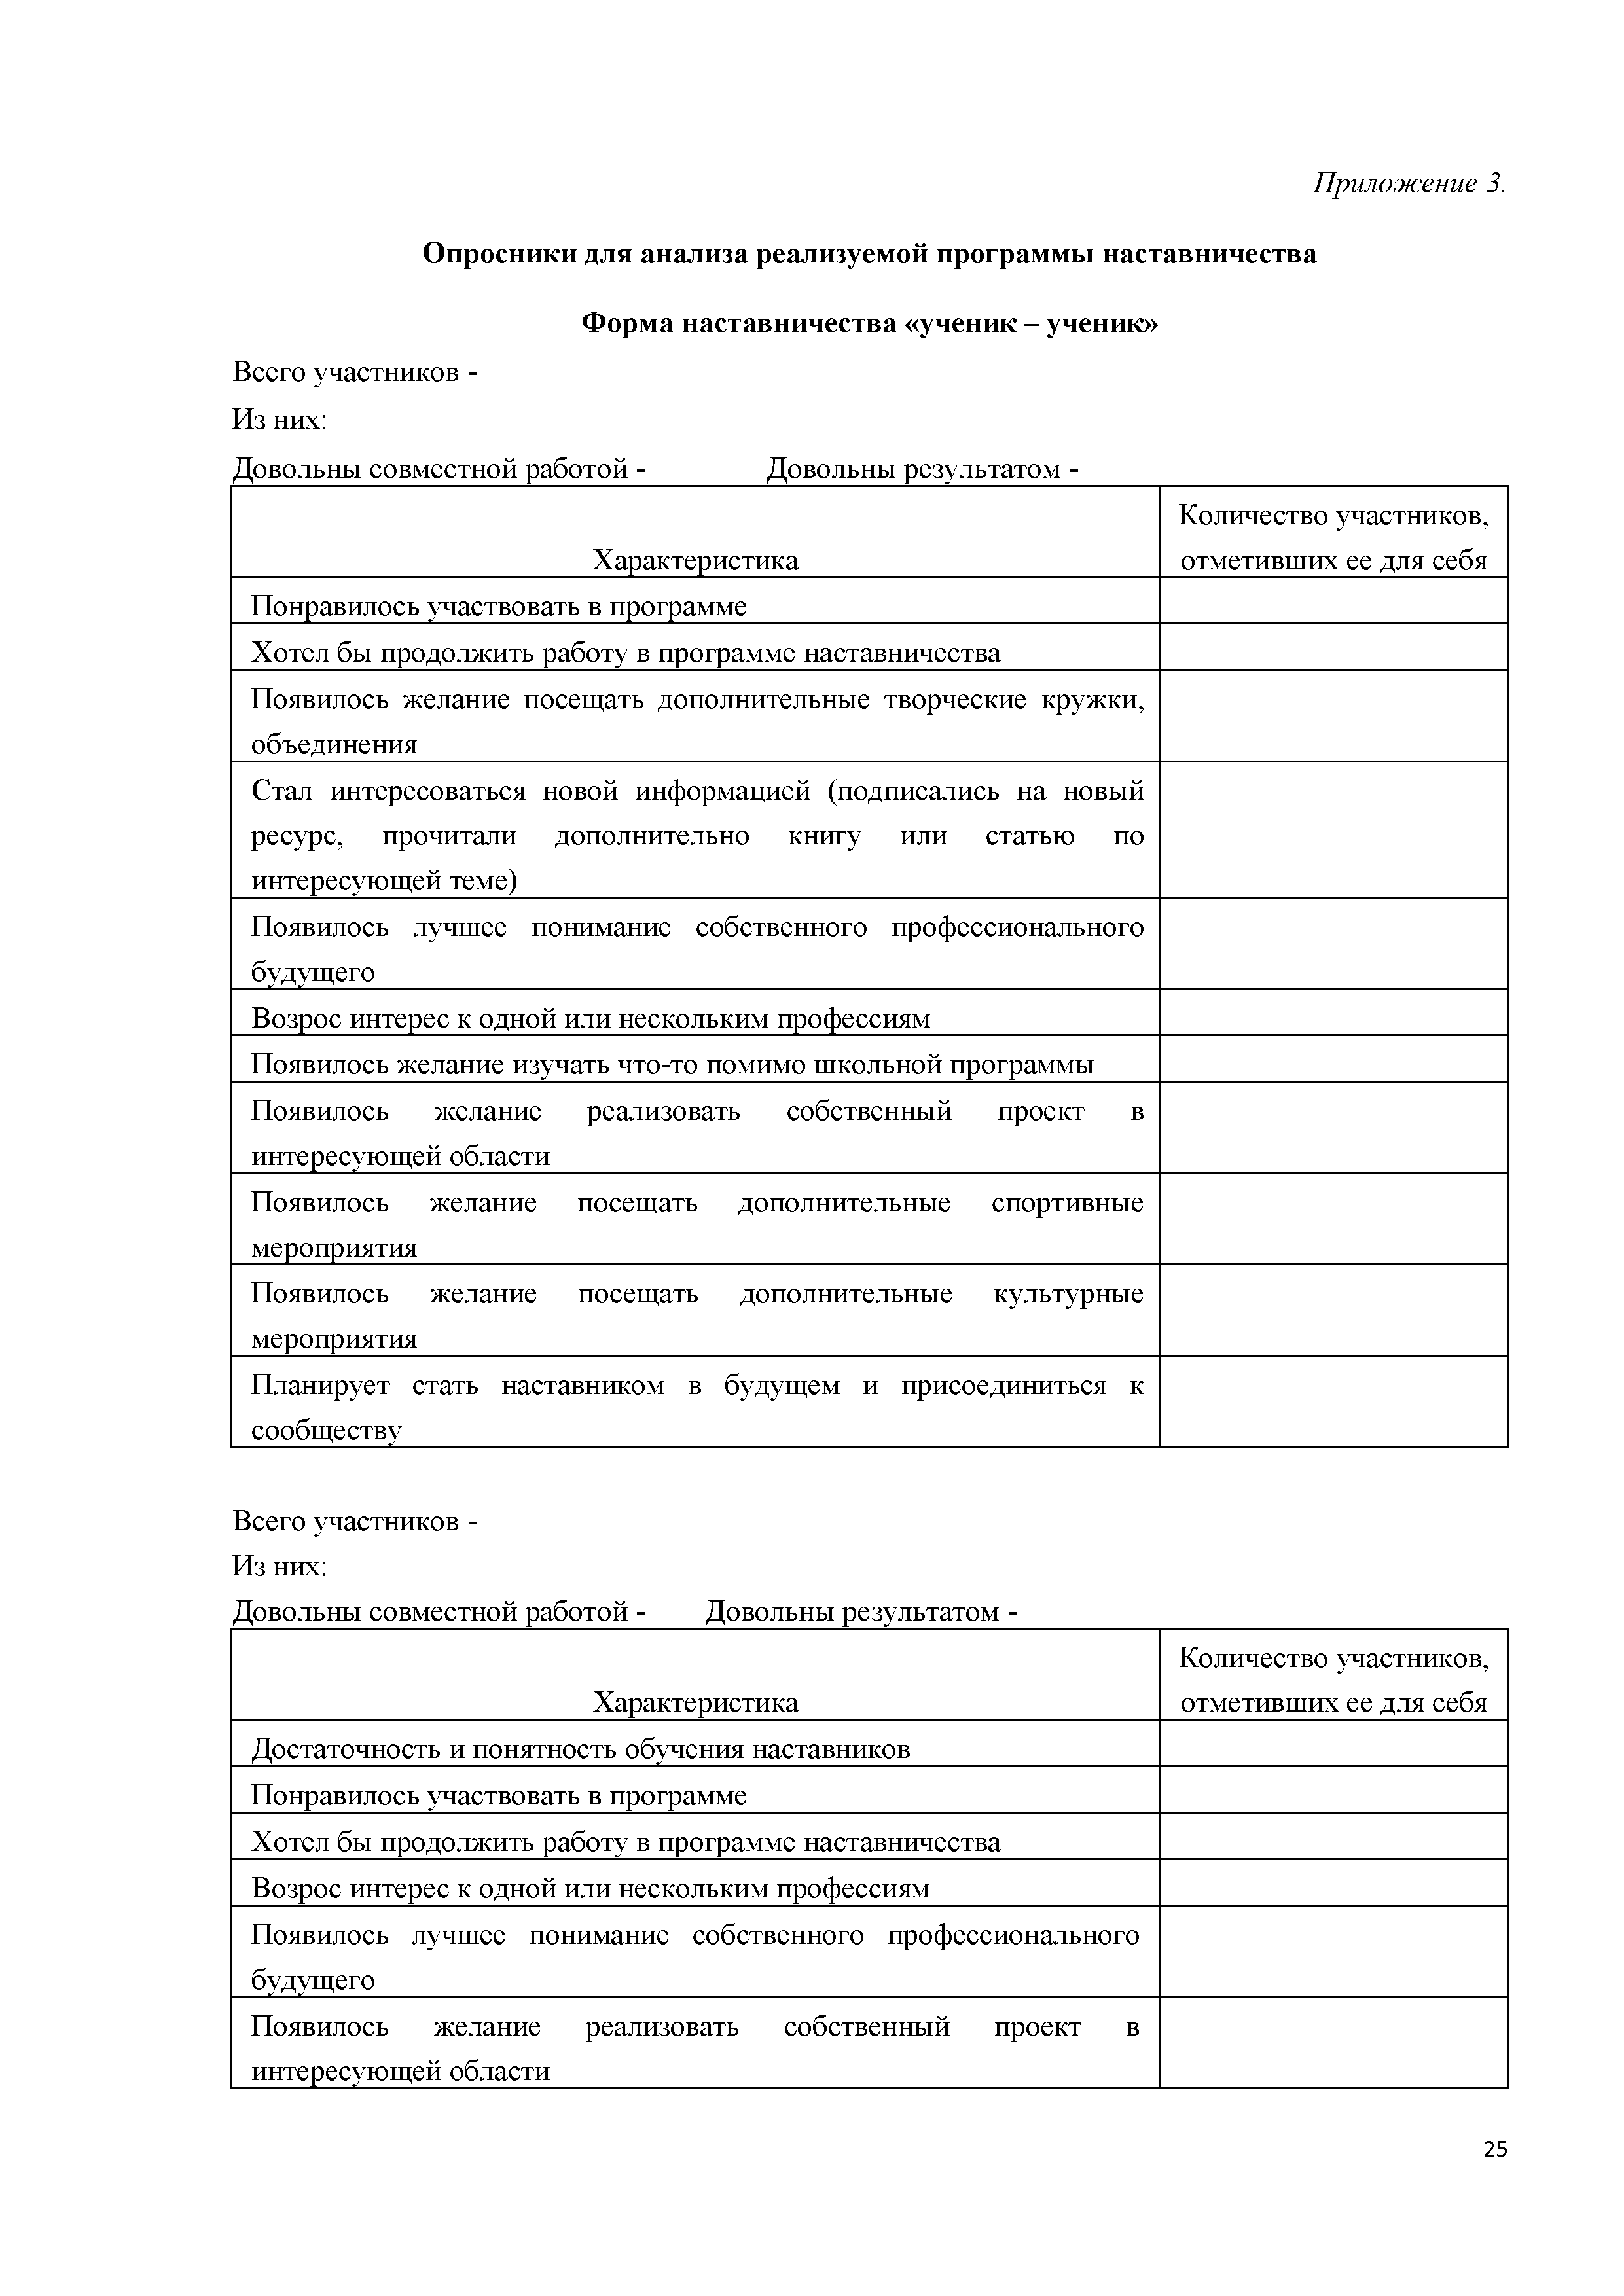 Приложение 3.
Опросники для анализа реализуемой программы наставничества
Форма наставничества «ученик – ученик»
Всего участников -
Из них:
Довольны совместной работой - Довольны результатом -
Количество участников,
Характеристика отметивших ее для себя
Понравилось участвовать в программе
Хотел бы продолжить работу в программе наставничества
Появилось желание посещать дополнительные творческие кружки,
объединения
Стал интересоваться новой информацией (подписались на новый
ресурс, прочитали дополнительно книгу или статью по
интересующей теме)
Появилось лучшее понимание собственного профессионального
будущего
Возрос интерес к одной или нескольким профессиям
Появилось желание изучать что-то помимо школьной программы
Появилось желание реализовать собственный проект в
интересующей области
Появилось желание посещать дополнительные спортивные
мероприятия
Появилось желание посещать дополнительные культурные
мероприятия
Планирует стать наставником в будущем и присоединиться к
сообществу
Всего участников -
Из них:
Довольны совместной работой - Довольны результатом -
Количество участников,
Характеристика отметивших ее для себя
Достаточность и понятность обучения наставников
Понравилось участвовать в программе
Хотел бы продолжить работу в программе наставничества
Возрос интерес к одной или нескольким профессиям
Появилось лучшее понимание собственного профессионального
будущего
Появилось желание реализовать собственный проект в
интересующей области
25